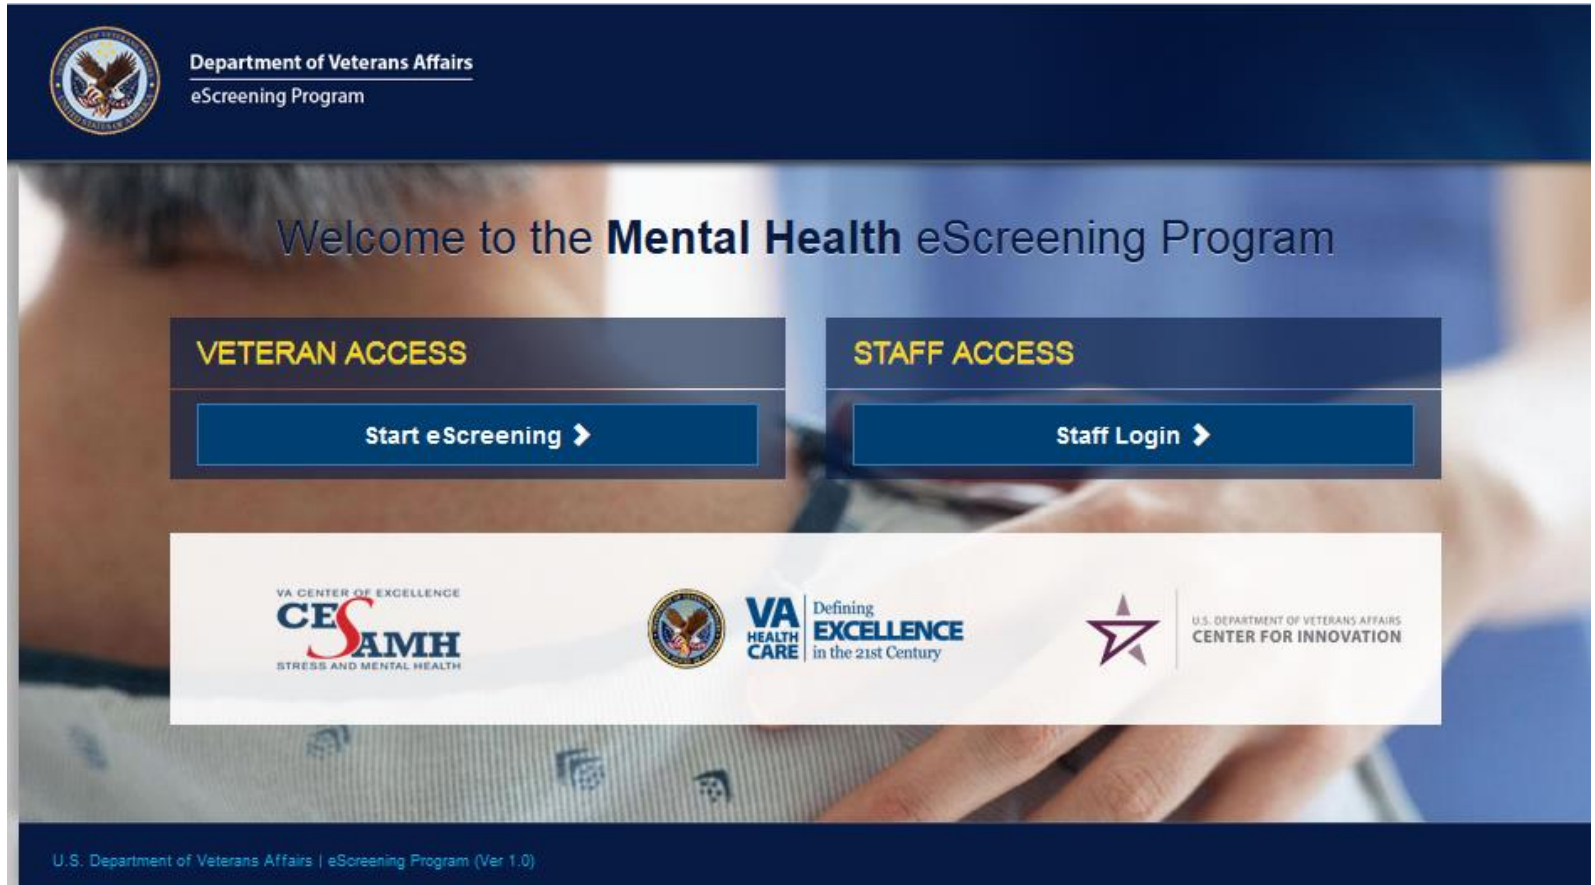 Department of Veterans Affairs
eScreening Program
Welcome to the Mental Health eScreening Program
VETERAN ACCESS
Start eScreening
STAFF ACCESS
Staff Login
VA CENTER OF EXCELLENCE
CESAMH
STRESS AND MENTAL HEALTH
VA
HEALTH
CARE
Defining
EXCELLENCE
in the 21st Century
U.S. DEPARTMENT OF VETERANS AFFAIRS
CENTER FOR INNOVATION
U.S. Department of Veterans Affairs | eScreening Program (Ver 1.0)